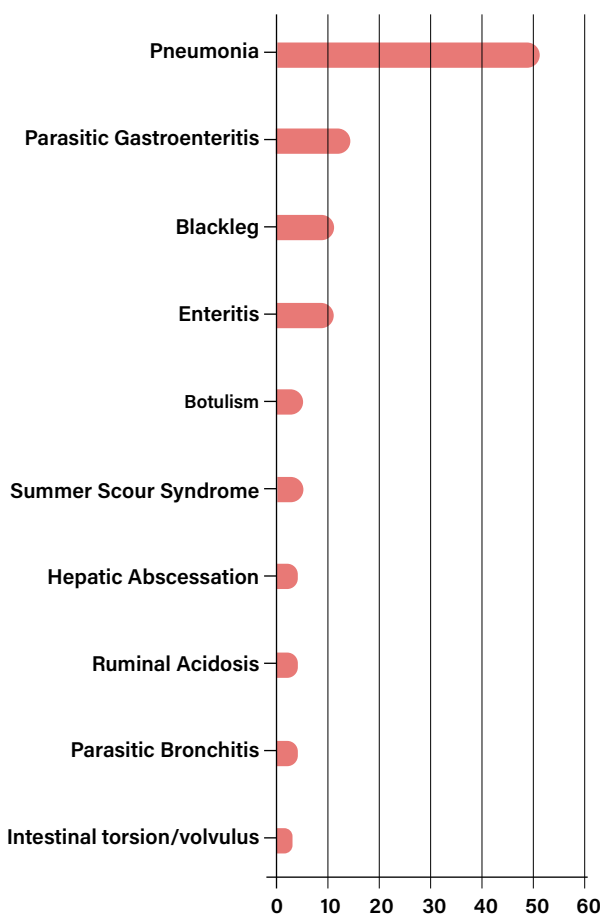 Pneumonia
Parasitic Gastroenteritis
Blackleg
Enteritis
Botulism
Summer Scour Syndrome
Hepatic Abscessation
Ruminal Acidosis
Parasitic Bronchitis
Intestinal torsion/volvulus
0 10 20 30 40 50 60